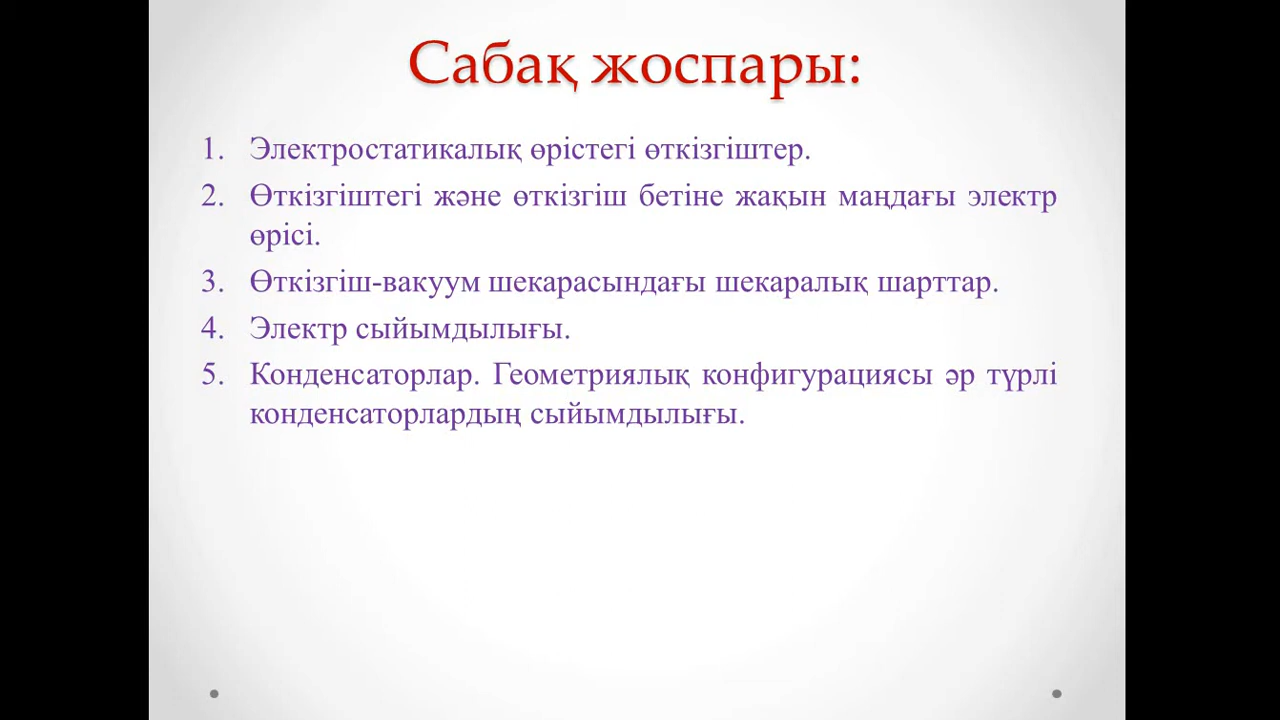 Сабақ жоспары:
1. Электростатикалық өрістегі өткізгіштер.
2. Өткізгіштегі және өткізгіш бетіне жақын маңдағы электр
өрісі.
3. Өткізгіш-вакуум шекарасындағы шекаралық шарттар.
4. Электр сыйымдылығы.
5. Конденсаторлар. Геометриялық конфигурациясы әр түрлі
конденсаторлардың сыйымдылығы.